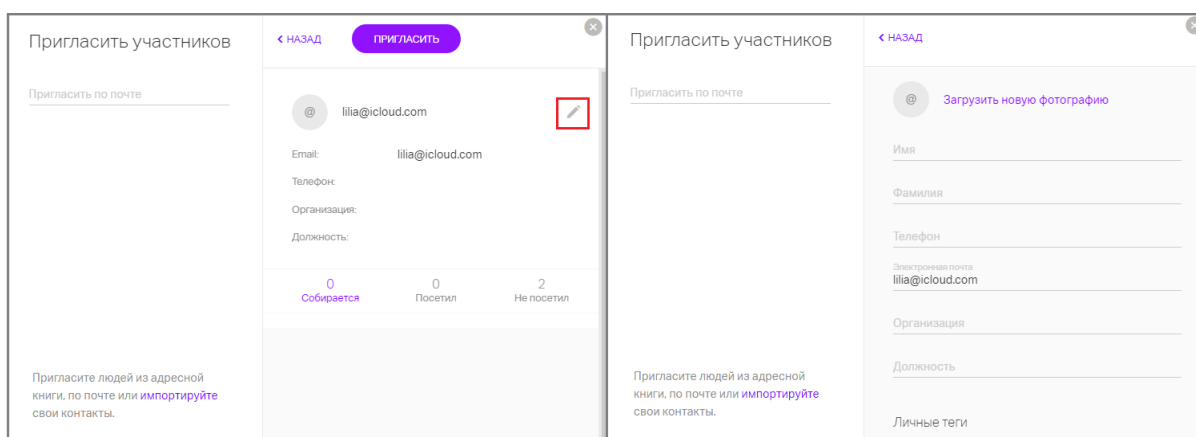 Пригласить участников
Пригласить по почте
Пригласите людей из адресной
книги, по почте или импортируйте
свои контакты.
НАЗАД
ПРИГЛАСИТЬ
@
lilia@icloud.com
Email: lilia@icloud.com
Телефон:
Организация:
Должность:
0 0 2
Собирается Посетил Не посетил
Пригласить участников
Пригласить по почте
Пригласите людей из адресной
книги, по почте или импортируйте
свои контакты.
НАЗАД
@
Загрузить новую фотографию
Имя
Фамилия
Телефон
Электронная почта
lilia@icloud.com
Организация
Должность
Личные теги